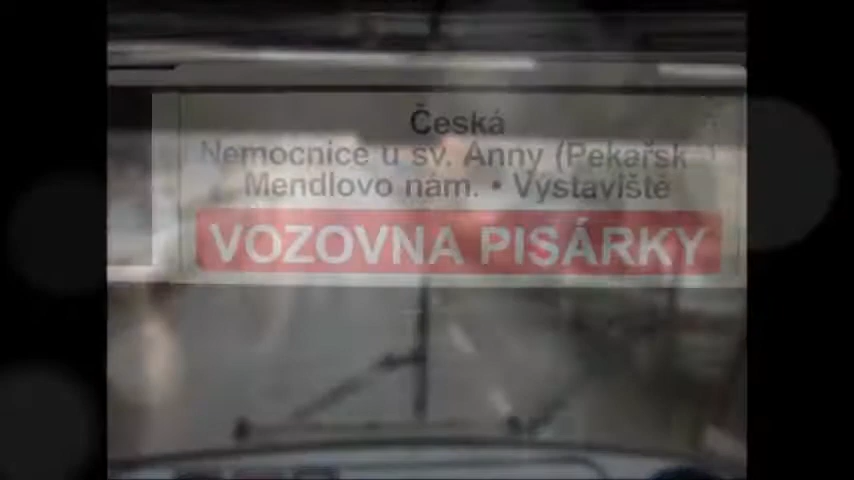 Česká
Nemocnice u sv. Anny (Pekařsk
Mendlovo nám. • Výstaviště
VOZOVNA PISÁRKY